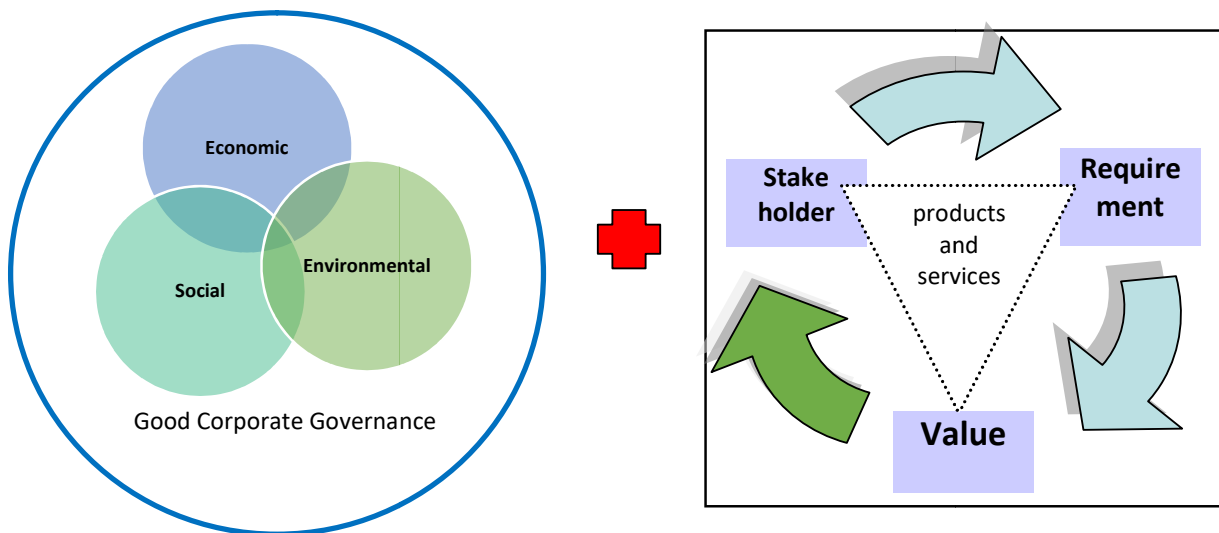 Economic
Environmental
Social
Good Corporate Governance
Stake
holder
Require
ment
products
and
services
Value